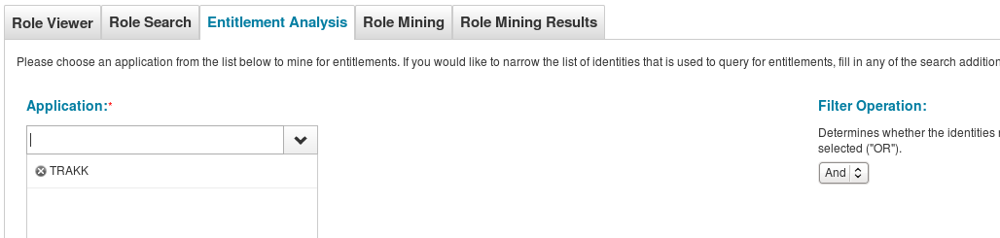 Role Viewer Role Search Entitlement Analysis Role Mining Role Mining Results
Please choose an application from the list below to mine for entitlements. If you would like to narrow the list of identities that is used to query for entitlements, fill in any of the search addition
Application:*
TRAKK
Filter Operation:
Determines whether the identities
selected ("OR").
And